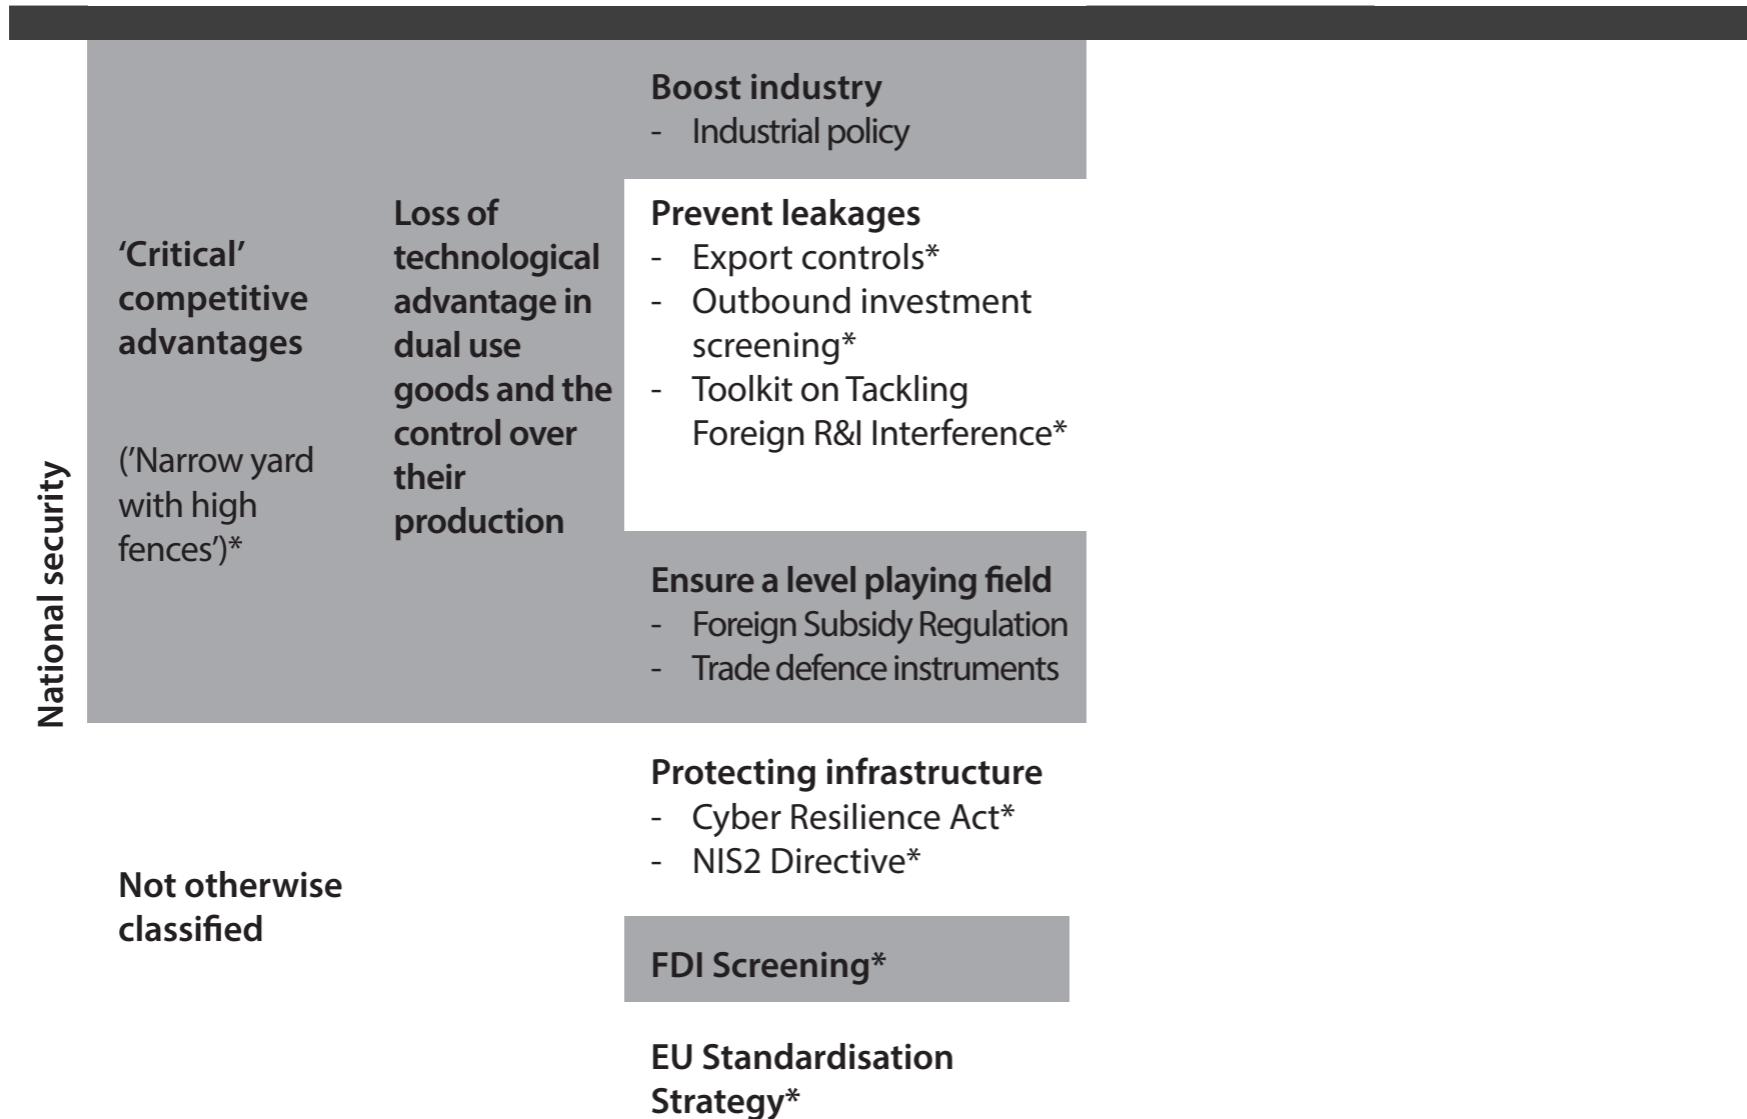 National security
‘Critical’
competitive
advantages
(’Narrow yard
with high
fences’)*
Loss of
technological
advantage in
dual use
goods and the
control over
their
production
Boost industry
- Industrial policy
Prevent leakages
- Export controls*
- Outbound investment
screening*
- Toolkit on Tackling
Foreign R&I Interference*
Ensure a level playing field
- Foreign Subsidy Regulation
- Trade defence instruments
Not otherwise
classified
Protecting infrastructure
- Cyber Resilience Act*
- NIS2 Directive*
FDI Screening*
EU Standardisation
Strategy*